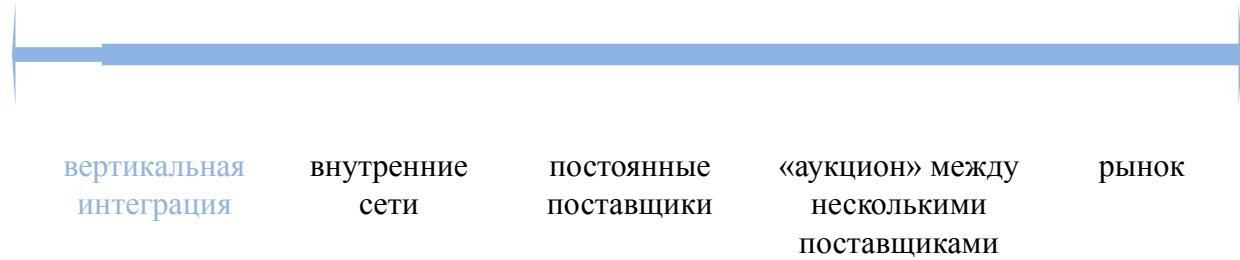 вертикальная
интеграция
внутренние
сети
постоянные
поставщики
«аукцион» между
несколькими
поставщиками
рынок